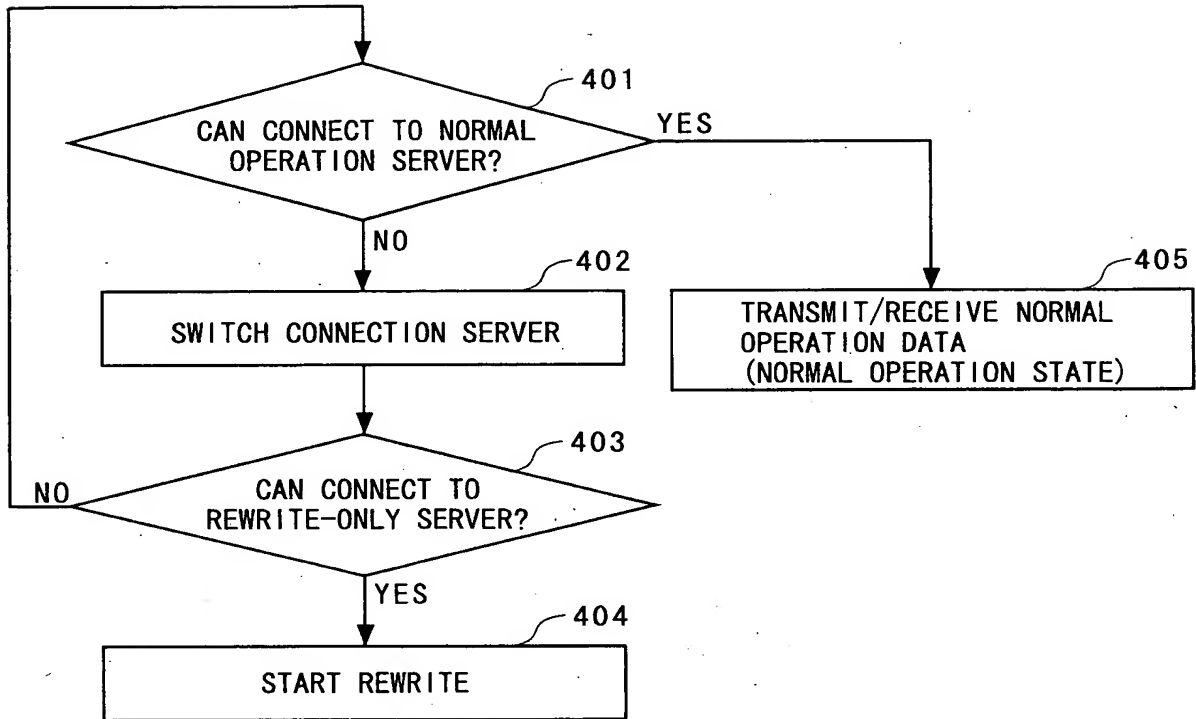 401
CAN CONNECT TO NORMAL
OPERATION SERVER?
YES
NO
402
SWITCH CONNECTION SERVER
405
TRANSMIT/RECEIVE NORMAL
OPERATION DATA
(NORMAL OPERATION STATE)
403
CAN CONNECT TO
REWRITE-ONLY SERVER?
NO
YES
404
START REWRITE